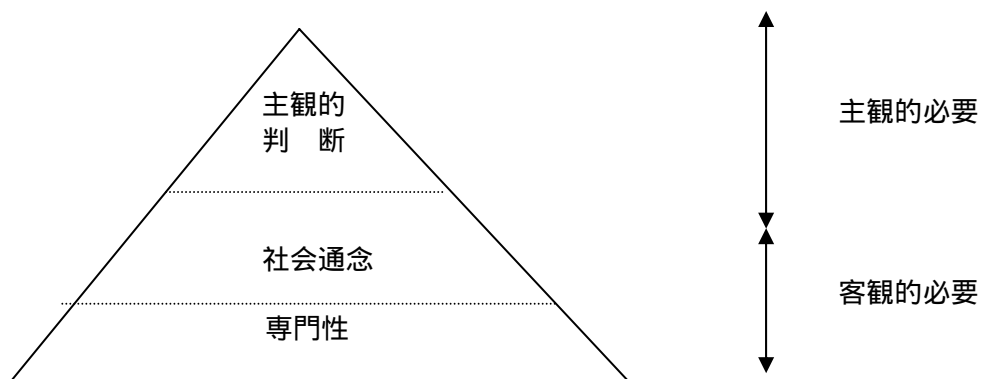 主観的
判　断
主観的必要
社会通念
客観的必要
専門性